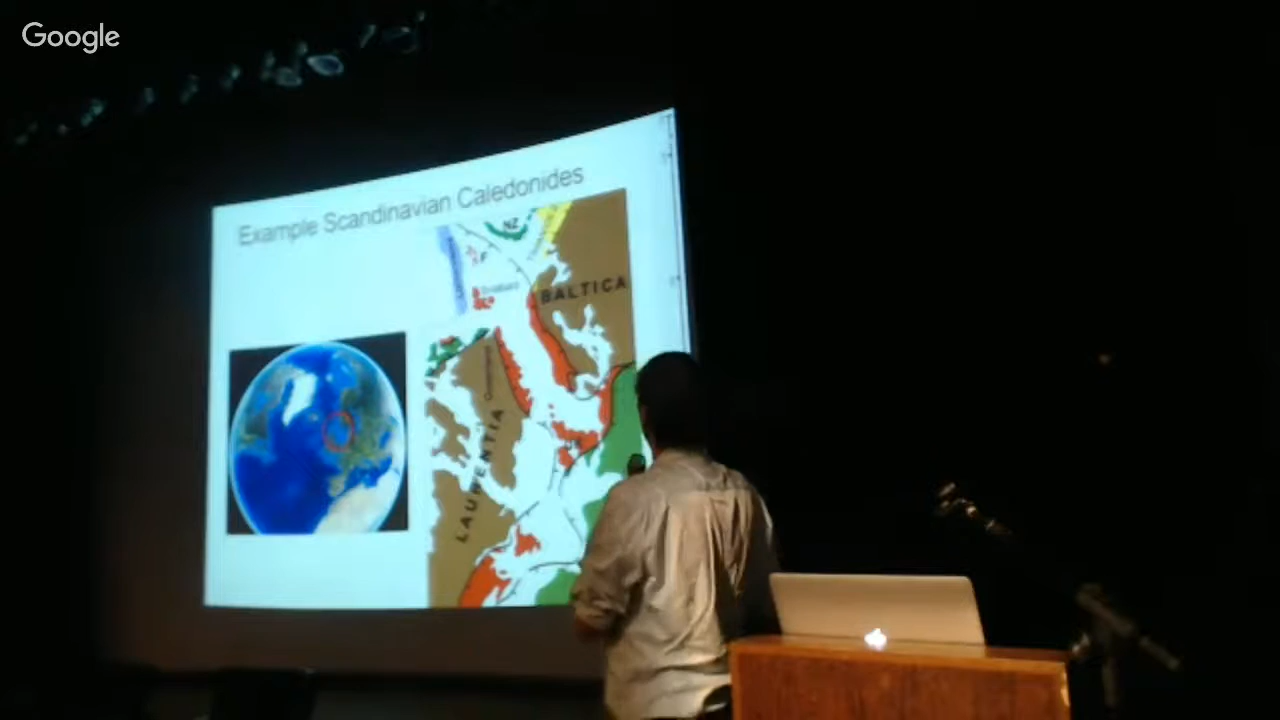 Google
Example Scandinavian Caledonides
NZ
F
BALTICA
LAURENTIA